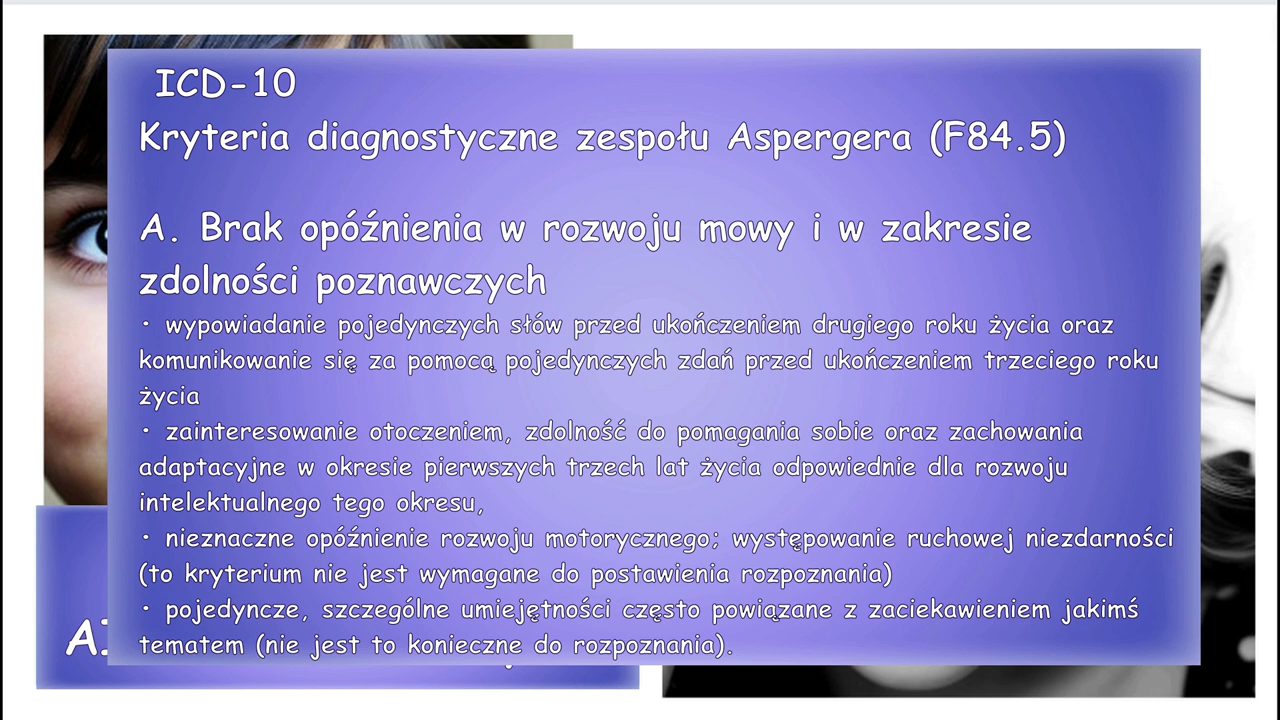 ICD-10
Kryteria diagnostyczne zespołu Aspergera (F84.5)
A. Brak opóźnienia w rozwoju mowy i w zakresie
zdolności poznawczych
• wypowiadanie pojedynczych słów przed ukończeniem drugiego roku życia oraz
komunikowanie się za pomocą pojedynczych zdań przed ukończeniem trzeciego roku
życia
• zainteresowanie otoczeniem, zdolność do pomagania sobie oraz zachowania
adaptacyjne w okresie pierwszych trzech lat życia odpowiednie dla rozwoju
intelektualnego tego okresu,
• nieznaczne opóźnienie rozwoju motorycznego; występowanie ruchowej niezdarności
(to kryterium nie jest wymagane do postawienia rozpoznania)
• pojedyncze, szczególne umiejętności często powiązane z zaciekawieniem jakimś
tematem (nie jest to konieczne do rozpoznania).